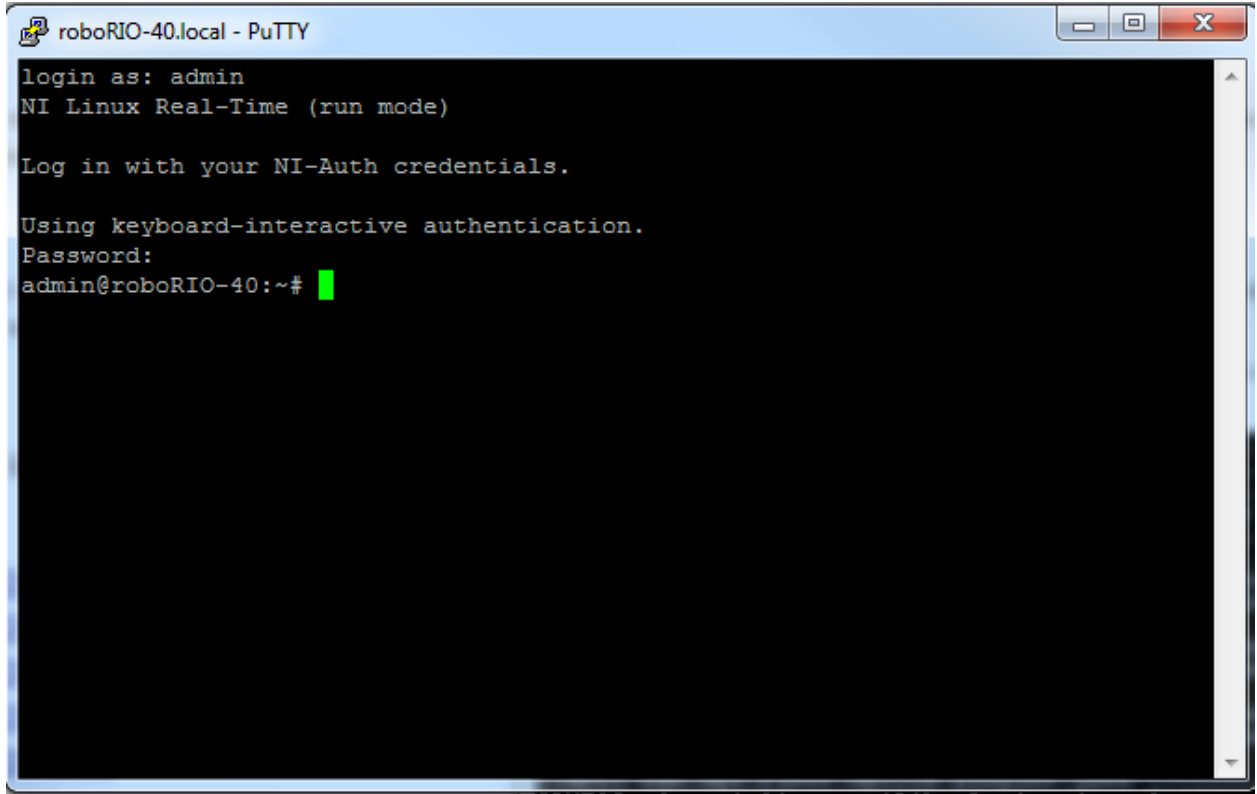 roboRIO-40.local - PuTTY
login as: admin
NI Linux Real-Time (run mode)
Log in with your NI-Auth credentials.
Using keyboard-interactive authentication.
Password:
admin@roboRIO-40:~#